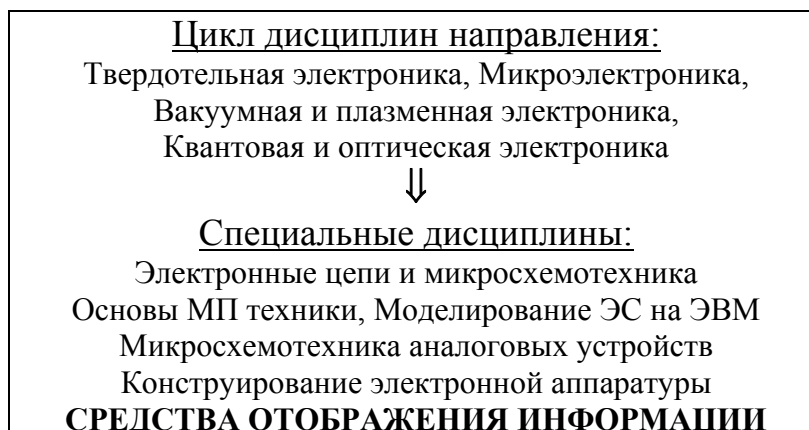 Цикл дисциплин направления:
Твердотельная электроника, Микроэлектроника,
Вакуумная и плазменная электроника,
Квантовая и оптическая электроника
⇓
Специальные дисциплины:
Электронные цепи и микросхемотехника
Основы МП техники, Моделирование ЭС на ЭВМ
Микросхемотехника аналоговых устройств
Конструирование электронной аппаратуры
СРЕДСТВА ОТОБРАЖЕНИЯ ИНФОРМАЦИИ